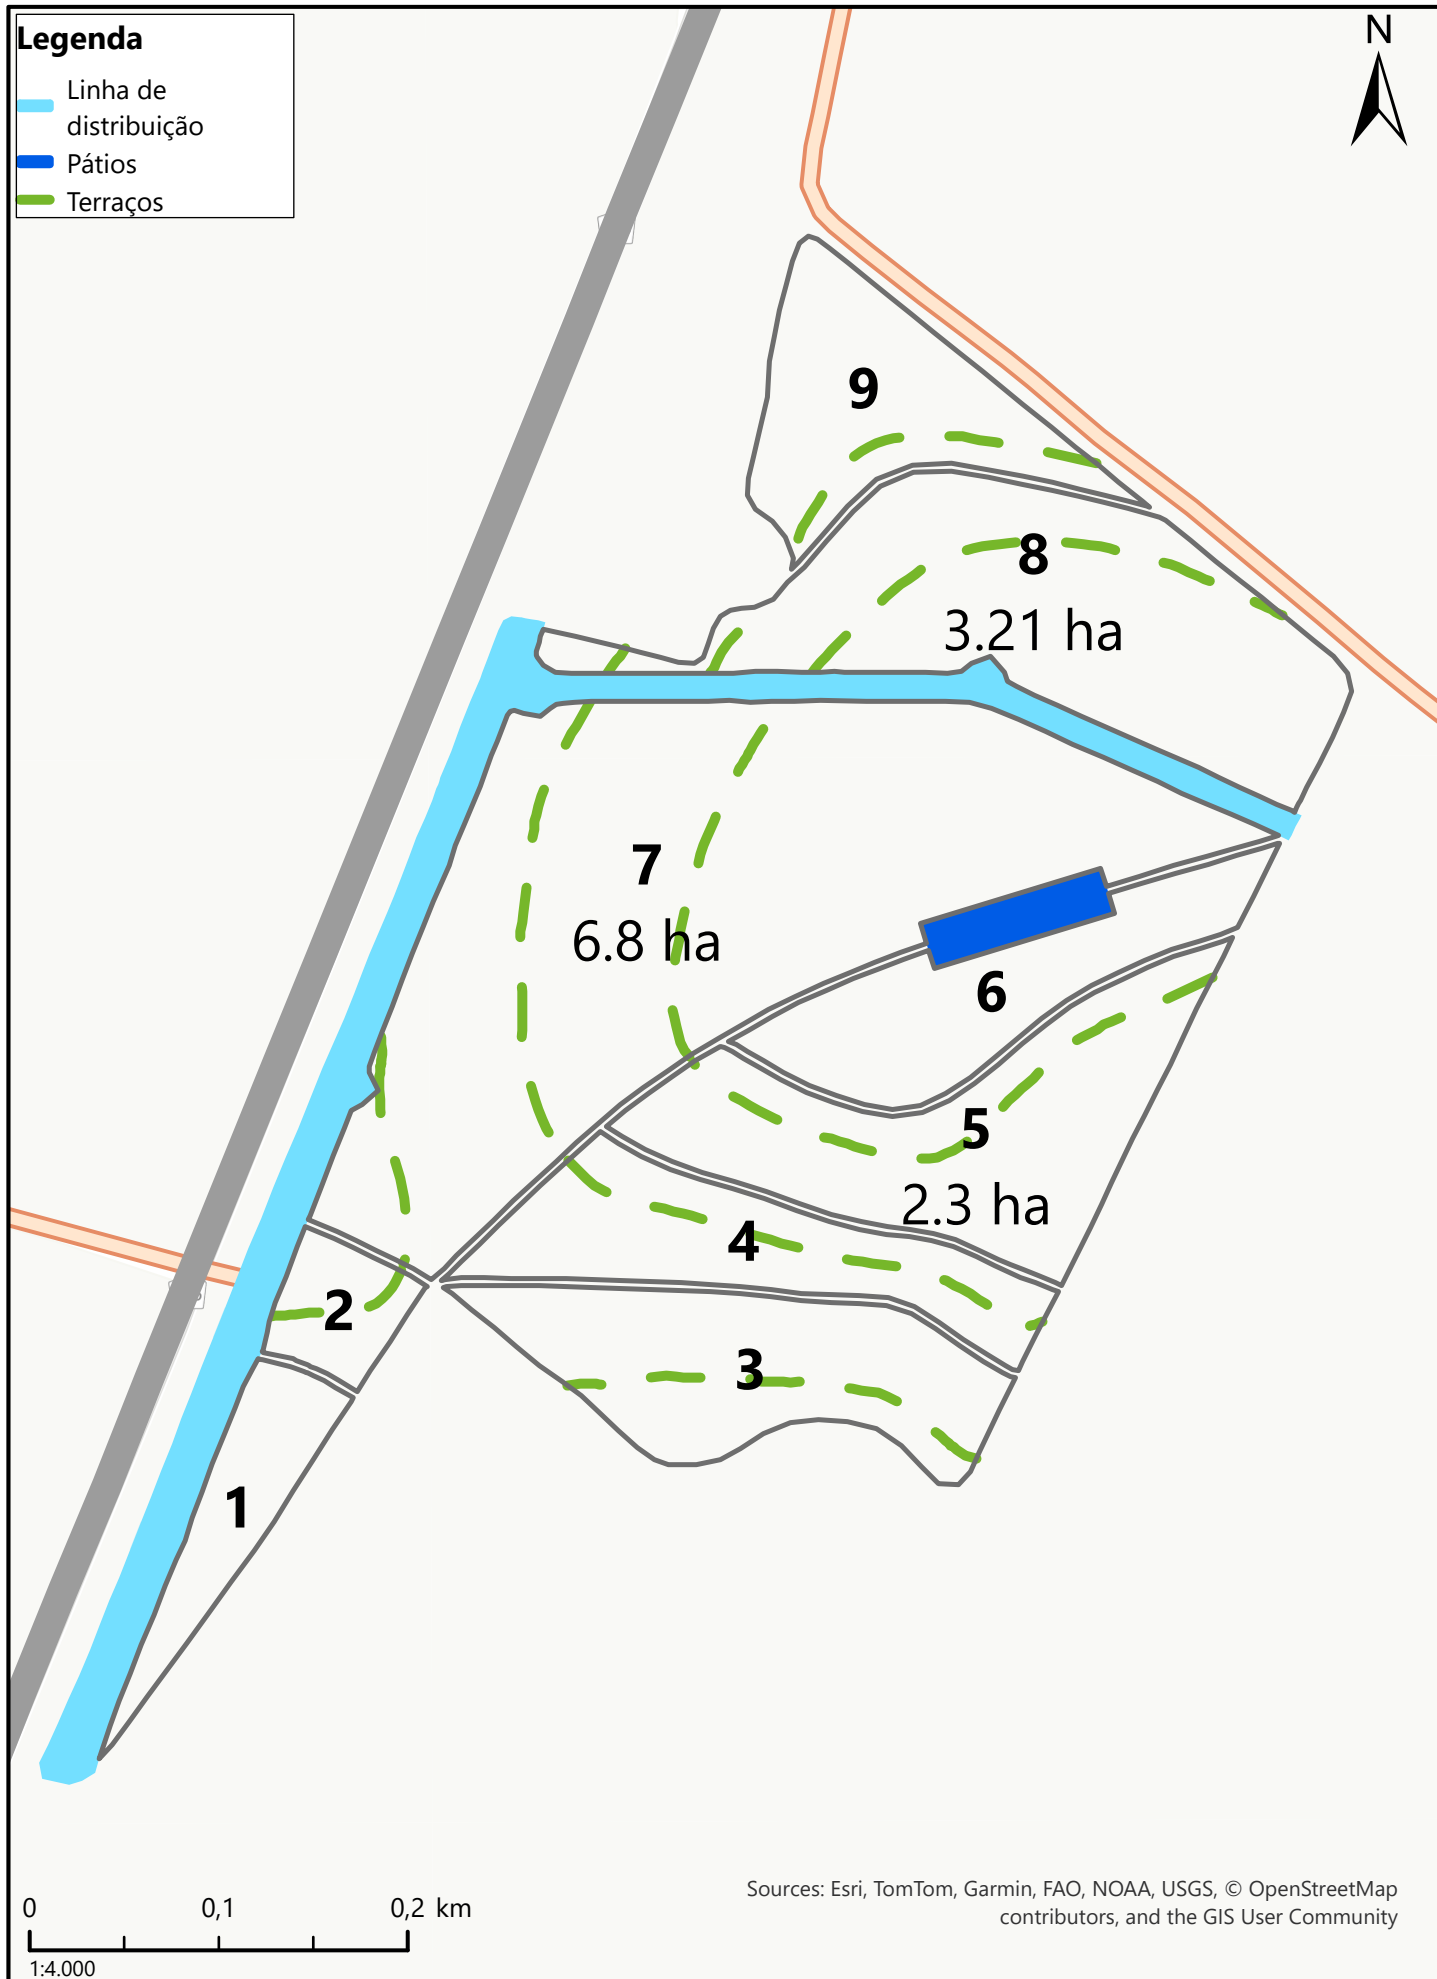 Legenda
Linha de
distribuição
Pátios
Terraços
N
9
8
3.21 ha
7
6.8 ha
6
5
2.3 ha
4
2
3
1
0 0,1 0,2 km
1:4.000
Sources: Esri, TomTom, Garmin, FAO, NOAA, USGS, © OpenStreetMap
contributors, and the GIS User Community